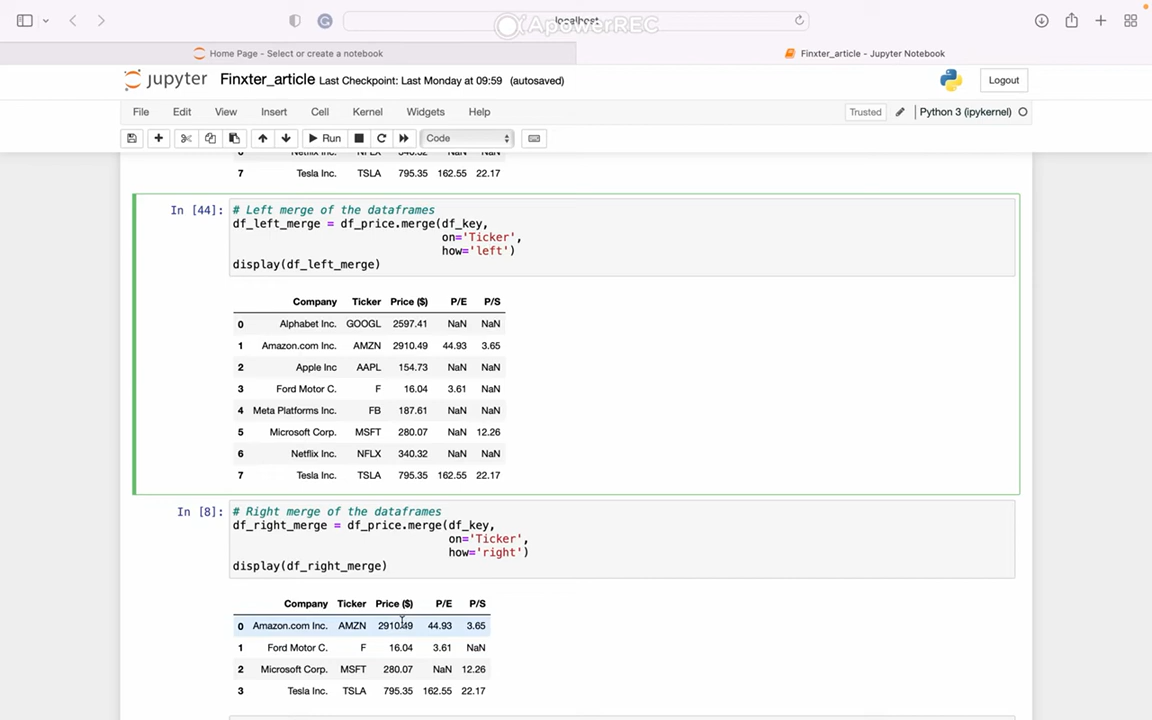 localhost
ApowerREC
Home Page - Select or create a notebook
Finxter_article - Jupyter Notebook
jupyter Finxter_article Last Checkpoint: Last Monday at 09:59 (autosaved)
Logout
File Edit View Insert Cell Kernel Widgets Help
Trusted
Python 3 (ipykernel)
Run
Code
6 Netflix Inc. NFLX 340.32 NaN NaN
7 Tesla Inc. TSLA 795.35 162.55 22.17
In [44]: # Left merge of the dataframes
df_left_merge = df_price.merge(df_key,
on='Ticker',
how='left')
display(df_left_merge)
Company Ticker Price ($) P/E P/S
0 Alphabet Inc. GOOGL 2597.41 NaN NaN
1 Amazon.com Inc. AMZN 2910.49 44.93 3.65
2 Apple Inc AAPL 154.73 NaN NaN
3 Ford Motor C. F 16.04 3.61 NaN
4 Meta Platforms Inc. FB 187.61 NaN NaN
5 Microsoft Corp. MSFT 280.07 NaN 12.26
6 Netflix Inc. NFLX 340.32 NaN NaN
7 Tesla Inc. TSLA 795.35 162.55 22.17
In [8]: # Right merge of the dataframes
df_right_merge = df_price.merge(df_key,
on='Ticker',
how='right')
display(df_right_merge)
Company Ticker Price ($) P/E P/S
0 Amazon.com Inc. AMZN 2910.49 44.93 3.65
1 Ford Motor C. F 16.04 3.61 NaN
2 Microsoft Corp. MSFT 280.07 NaN 12.26
3 Tesla Inc. TSLA 795.35 162.55 22.17